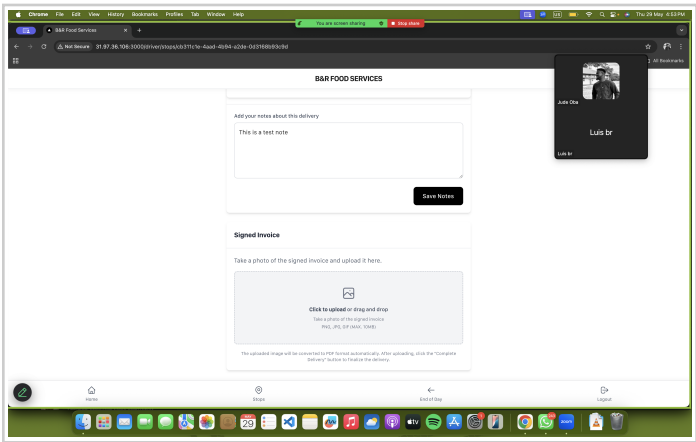 Chrome File Edit View History Bookmarks Profiles Tab Window Help
Thu 29 May 4:53PM
You are screen sharing Stop share
B&R Food Services
Not Secure 31.97.36.106:3000/driver/stops/cb311c1e-4aad-4b94-a2de-0d3168b93c9d
All Bookmarks
B&R FOOD SERVICES
Jude Oba
Luis br
Luis br
Add your notes about this delivery
This is a test note
Save Notes
Signed Invoice
Take a photo of the signed invoice and upload it here.
Click to upload or drag and drop
Take a photo of the signed invoice
PNG, JPG, GIF (MAX. 10MB)
The uploaded image will be converted to PDF format automatically. After uploading, click the "Complete
Delivery" button to finalize the delivery.
Home Stops End of Day Logout
29 tv zoom